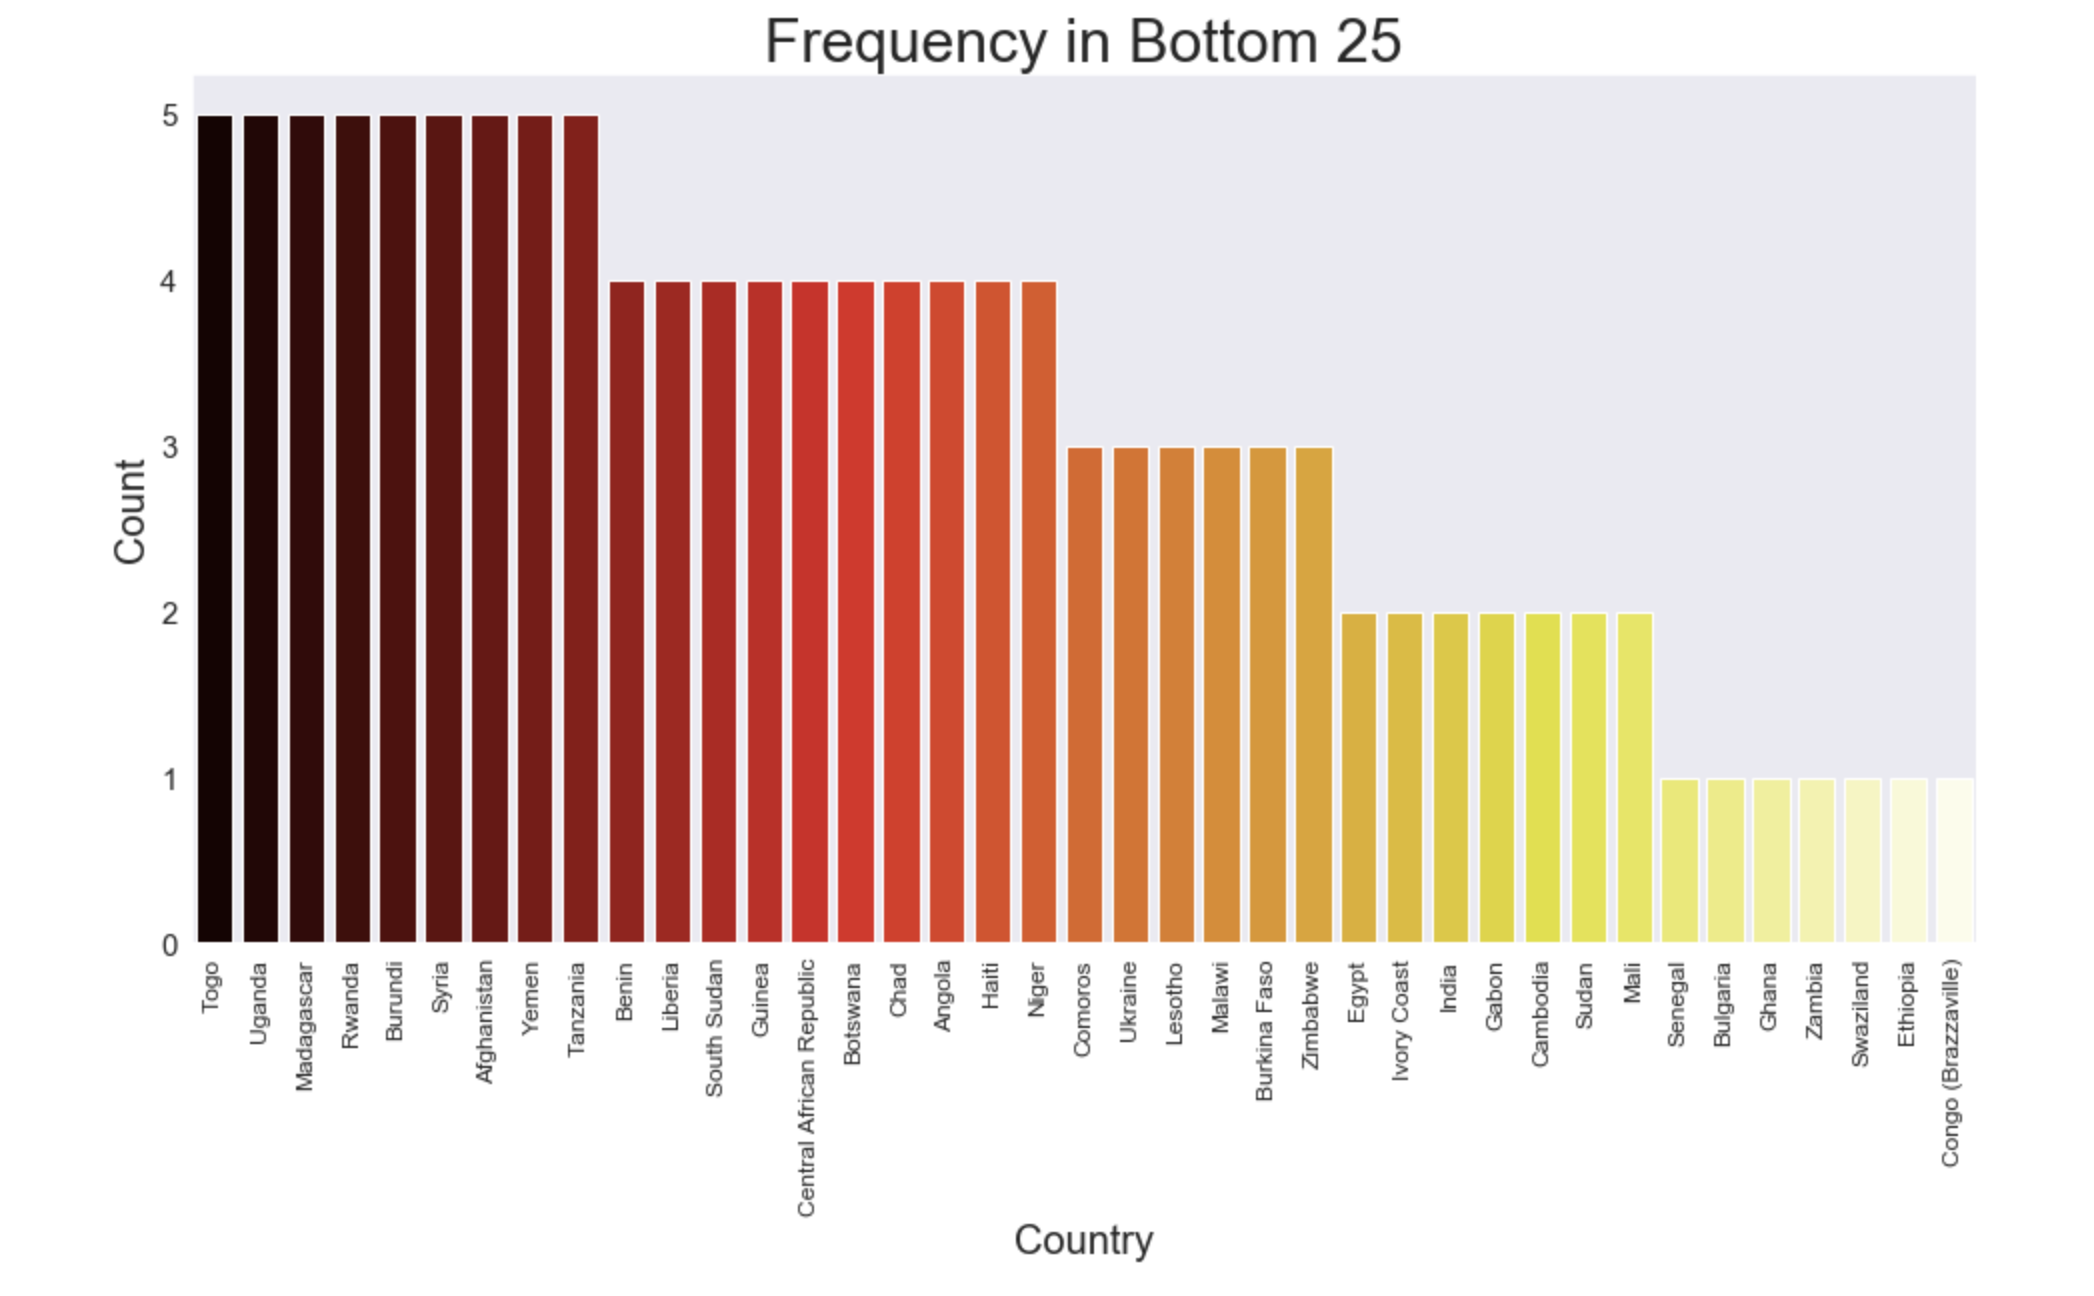 Frequency in Bottom 25
5
4
3
2
1
0
Count
Togo
Uganda
Madagascar
Rwanda
Burundi
Syria
Afghanistan
Yemen
Tanzania
Benin
Liberia
South Sudan
Guinea
Central African Republic
Botswana
Chad
Angola
Haiti
Niger
Comoros
Ukraine
Lesotho
Malawi
Burkina Faso
Zimbabwe
Egypt
Ivory Coast
India
Gabon
Cambodia
Sudan
Mali
Senegal
Bulgaria
Ghana
Zambia
Swaziland
Ethiopia
Congo (Brazzaville)
Country